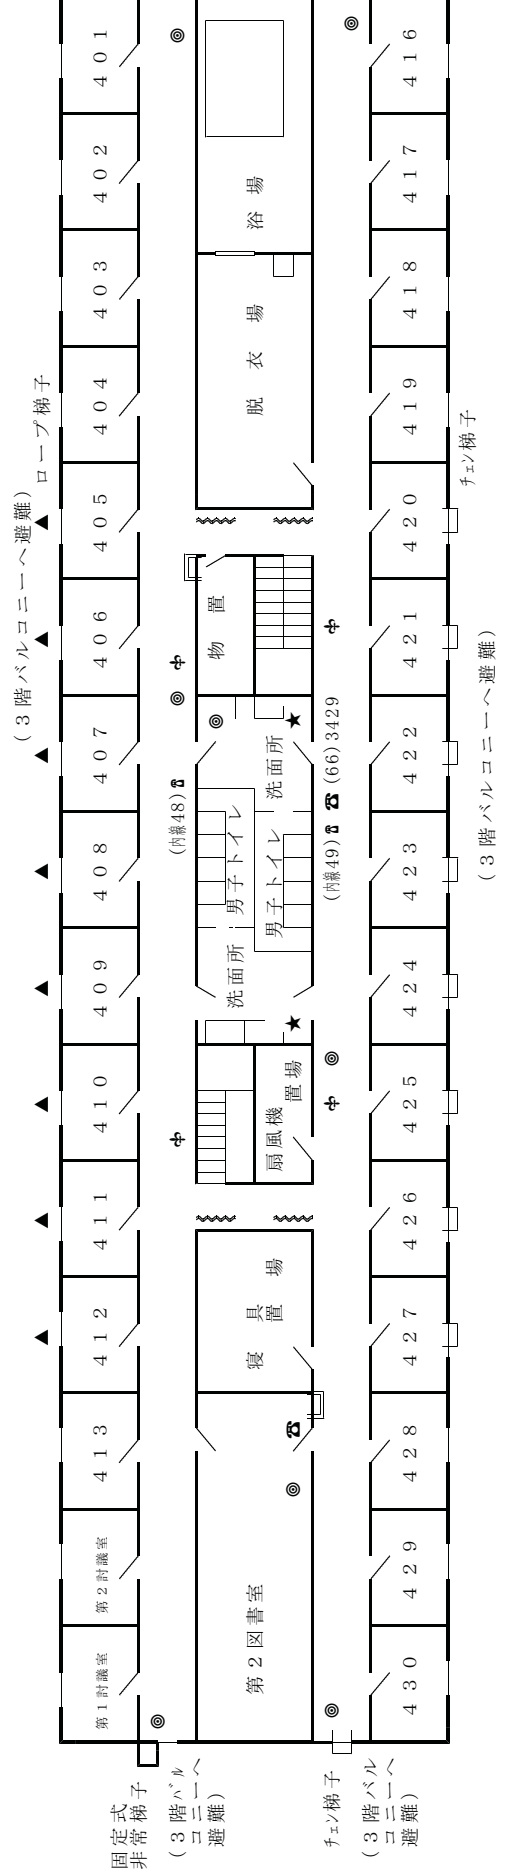 401
402
403
404
405
406
407
408
409
410
411
412
413
第2討議室
第1討議室
ロープ梯子
(3階バルコニーへ避難)
固定式
非常梯子
(3階バル
コニーへ
避難)
浴場
脱衣場
物置
洗面所
男子トイレ
男子トイレ
洗面所
(内線48)
(内線49)
(66)3429
扇風機
置場
寝具
置場
第2図書室
416
417
418
419
420
421
422
423
424
425
426
427
428
429
430
チェン梯子
(3階バルコニーへ避難)
チェン梯子
(3階バル
コニーへ
避難)